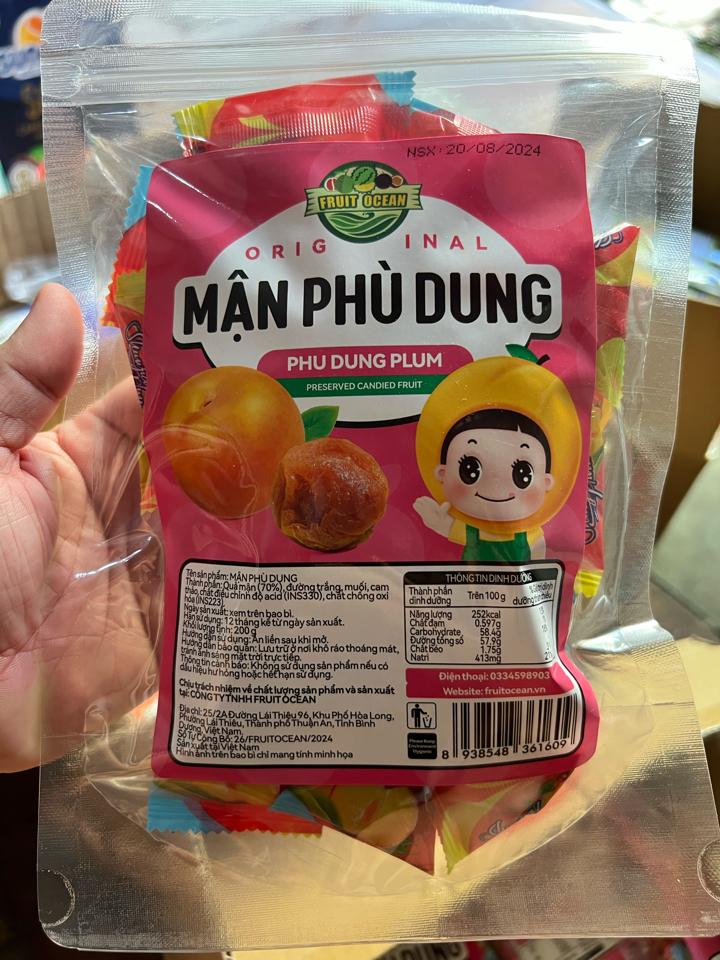 NSX: 20/08/2024
FRUIT OCEAN
ORIGINAL
MẬN PHÙ DUNG
PHU DUNG PLUM
PRESERVED CANDIED FRUIT
Tên sản phẩm: MẬN PHÙ DUNG
Thành phần: Quả mận (70%), đường trắng, muối, cam
thảo, chất điều chỉnh độ acid (INS330), chất chống oxi
hóa (INS223).
Ngày sản xuất: xem trên bao bì.
Hạn sử dụng: 12 tháng kể từ ngày sản xuất.
Khối lượng tịnh: 200 g
Hướng dẫn sử dụng: Ăn liền sau khi mở.
Hướng dẫn bảo quản: Lưu trữ ở nơi khô ráo thoáng mát,
tránh ánh sáng mặt trời trực tiếp.
Thông tin cảnh báo: Không sử dụng sản phẩm nếu có
dấu hiệu hư hỏng hoặc hết hạn sử dụng.
Chịu trách nhiệm về chất lượng sản phẩm và sản xuất
tại: CÔNG TY TNHH FRUIT OCEAN
Địa chỉ: 25/2A Đường Lái Thiêu 96, Khu Phố Hòa Long,
Phường Lái Thiêu, Thành phố Thuận An, Tỉnh Bình
Dương, Việt Nam.
Số Tự Công Bố: 26/FRUITOCEAN/2024
Sản xuất tại Việt Nam
Hình ảnh trên bao bì chỉ mang tính minh họa
THÔNG TIN DINH DƯỠNG
Thành phần dinh dưỡng Trên 100 g
Năng lượng 252kcal
Chất đạm 0.597g
Carbohydrate 58.4g
Đường tổng số 57.9g
Chất béo 1.75g
Natri 413mg
Điện thoại: 0334598903
Website: fruitocean.vn
Please Keep
Environment
Hygienic
8 938548 361609